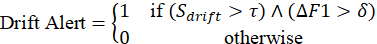 Drift Alert = {1 if (S_drift > τ) ∧ (ΔF1 > δ)
0 otherwise